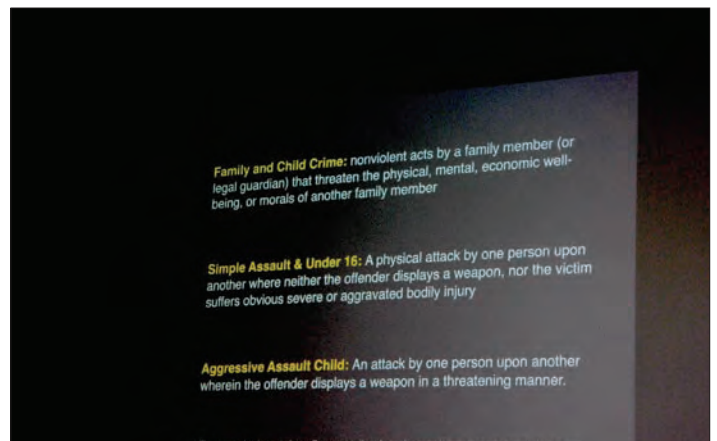 Family and Child Crime: nonviolent acts by a family member (or
legal guardian) that threaten the physical, mental, economic well-
being, or morals of another family member
Simple Assault & Under 16: A physical attack by one person upon
another where neither the offender displays a weapon, nor the victim
suffers obvious severe or aggravated bodily injury
Aggressive Assault Child: An attack by one person upon another
wherein the offender displays a weapon in a threatening manner.